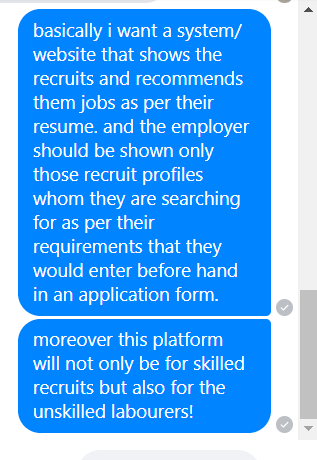 basically i want a system/
website that shows the
recruits and recommends
them jobs as per their
resume. and the employer
should be shown only
those recruit profiles
whom they are searching
for as per their
requirements that they
would enter before hand
in an application form.
moreover this platform
will not only be for skilled
recruits but also for the
unskilled labourers!